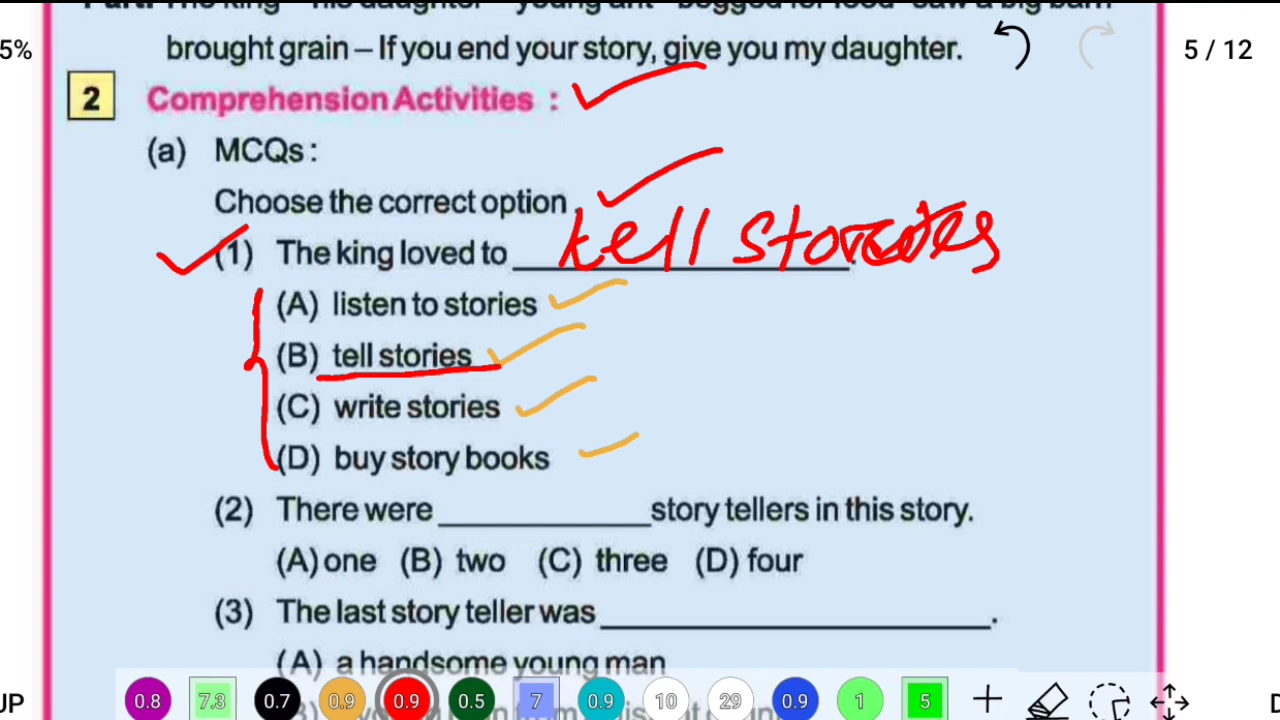 brought grain – If you end your story, give you my daughter.
5%
5 / 12
2 Comprehension Activities :
(a) MCQs :
Choose the correct option .
(1) The king loved to ____________ . tell stories
(A) listen to stories
(B) tell stories
(C) write stories
(D) buy story books
(2) There were ____________ story tellers in this story.
(A) one (B) two (C) three (D) four
(3) The last story teller was ____________ .
(A) a handsome young man
UP
0.8 7.3 0.7 0.9 0.9 0.5 7 0.9 10 29 0.9 1 5